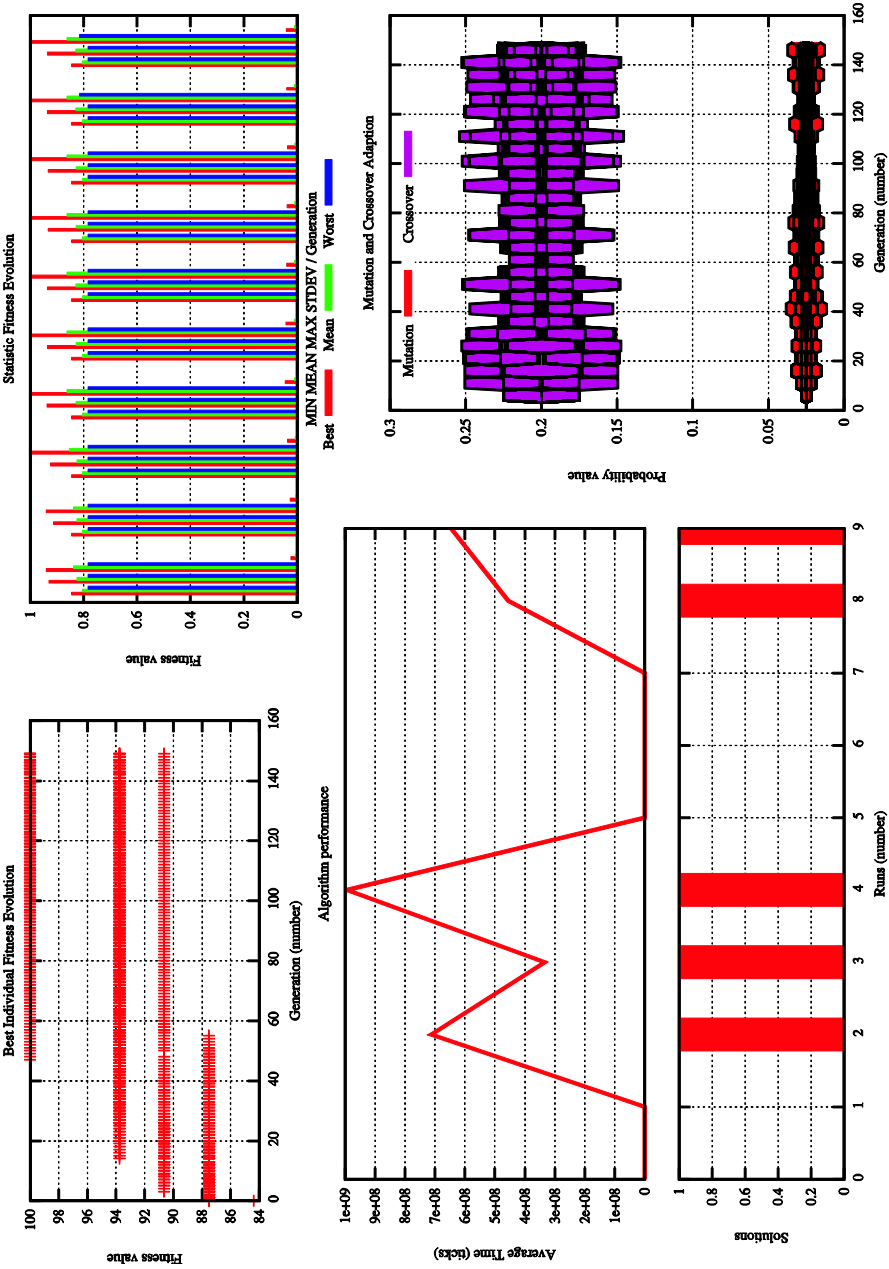 Best Individual Fitness Evolution
Fitness value
100
98
96
94
92
90
88
86
84
0 20 40 60 80 100 120 140 160
Generation (number)
Statistic Fitness Evolution
Fitness value
1
0.8
0.6
0.4
0.2
0
MIN MEAN MAX STDEV / Generation
Best Mean Worst
Algorithm performance
Average Time (ticks)
1e+09
9e+08
8e+08
7e+08
6e+08
5e+08
4e+08
3e+08
2e+08
1e+08
0
Solutions
1
0.8
0.6
0.4
0.2
0
0 1 2 3 4 5 6 7 8 9
Runs (number)
Mutation and Crossover Adaption
Mutation Crossover
Probability value
0.3
0.25
0.2
0.15
0.1
0.05
0
0 20 40 60 80 100 120 140 160
Generation (number)